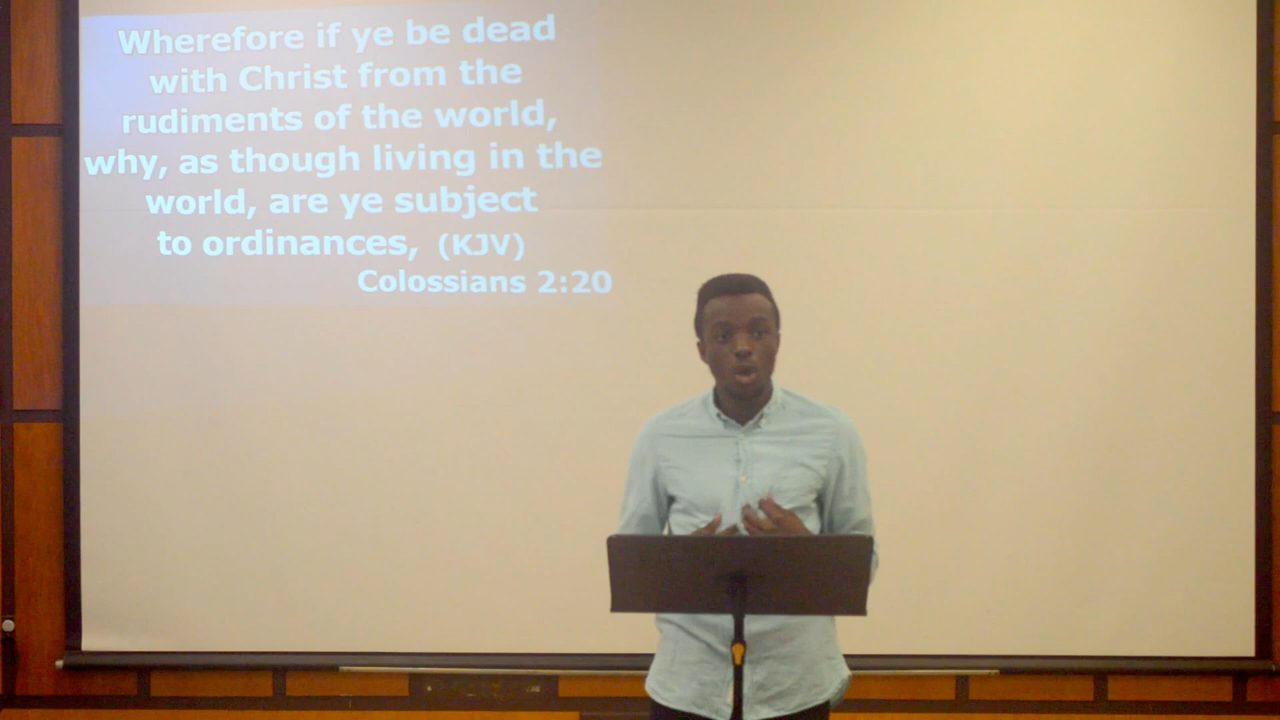 Wherefore if ye be dead
with Christ from the
rudiments of the world,
why, as though living in the
world, are ye subject
to ordinances, (KJV)
Colossians 2:20